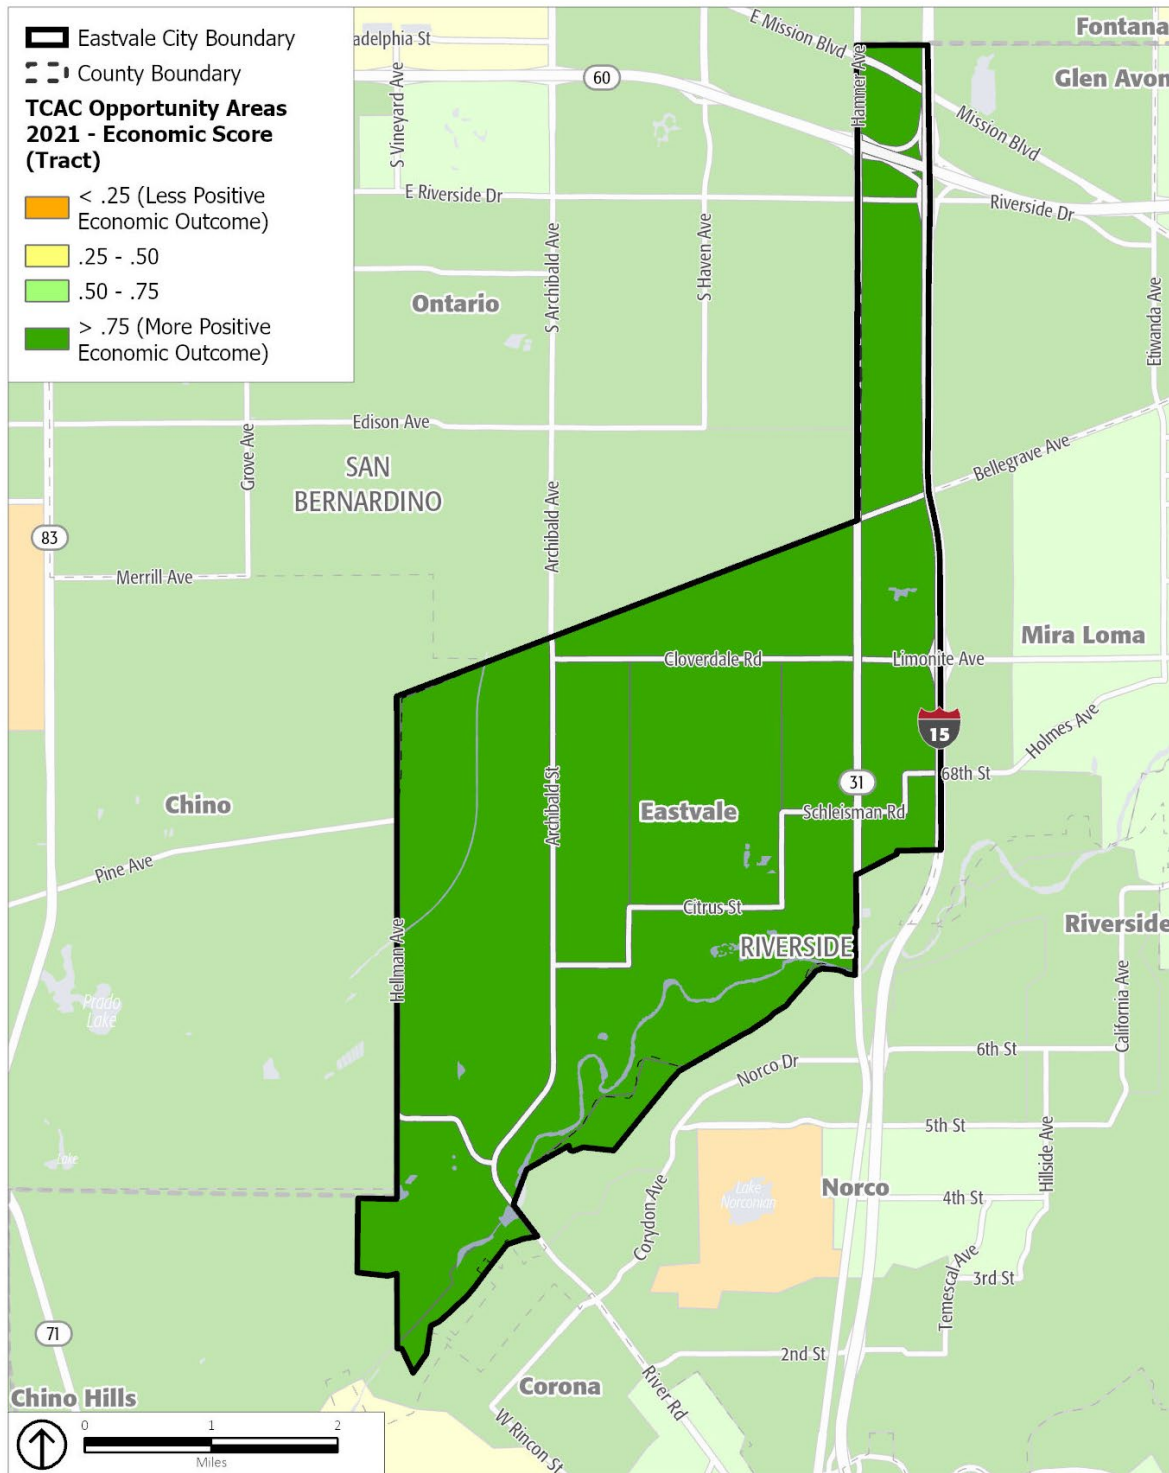 Eastvale City Boundary
County Boundary
TCAC Opportunity Areas
2021 - Economic Score
(Tract)
< .25 (Less Positive
Economic Outcome)
.25 - .50
.50 - .75
> .75 (More Positive
Economic Outcome)
adelphia St
S Vineyard Ave
60
E Mission Blvd
Hamner Ave
Fontana
Glen Avon
Mission Blvd
E Riverside Dr
Riverside Dr
S Archibald Ave
S Haven Ave
Etiwanda Ave
Ontario
Edison Ave
Grove Ave
SAN
BERNARDINO
Bellegrave Ave
83
Archibald Ave
Merrill Ave
Mira Loma
Cloverdale Rd
Limonite Ave
15
Holmes Ave
31
68th St
Chino
Archibald St
Eastvale
Schleisman Rd
Pine Ave
Citrus St
RIVERSIDE
Riverside
Hellman Ave
Prado
Lake
California Ave
6th St
Norco Dr
5th St
Hillside Ave
Lake
Lake
Norconian
Norco
4th St
Corydon Ave
Temescal Ave
3rd St
71
2nd St
Chino Hills
Corona
River Rd
W Rincon St
0
1
2
Miles